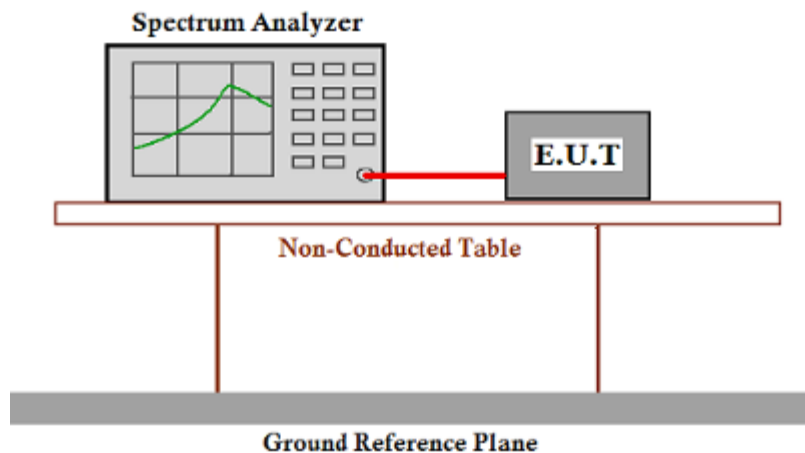 Spectrum Analyzer
E.U.T
Non-Conducted Table
Ground Reference Plane